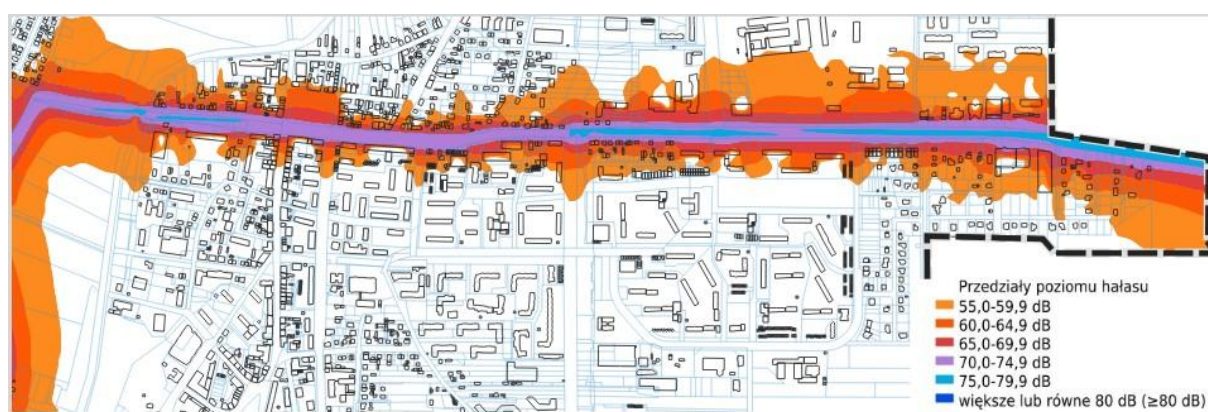 Przedziały poziomu hałasu
55,0-59,9 dB
60,0-64,9 dB
65,0-69,9 dB
70,0-74,9 dB
75,0-79,9 dB
większe lub równe 80 dB (≥80 dB)